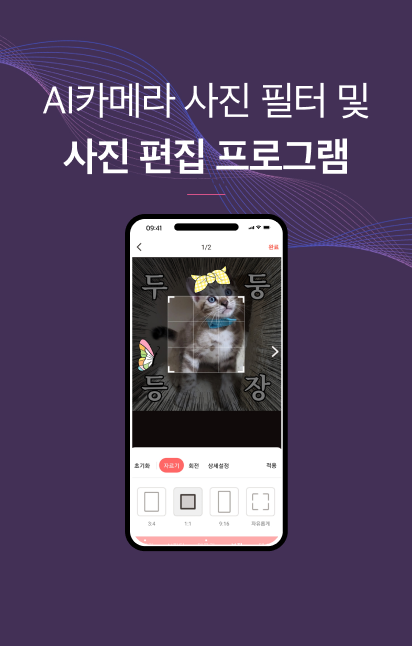 AI카메라 사진 필터 및
사진 편집 프로그램
09:41
1/2
완료
두 둥
등 장
초기화 자르기 회전 상세설정 적용
3:4 1:1 9:16 자유롭게